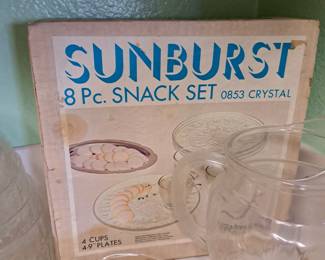 SUNBURST
8 Pc. SNACK SET 0853 CRYSTAL
4 CUPS
4-9" PLATES